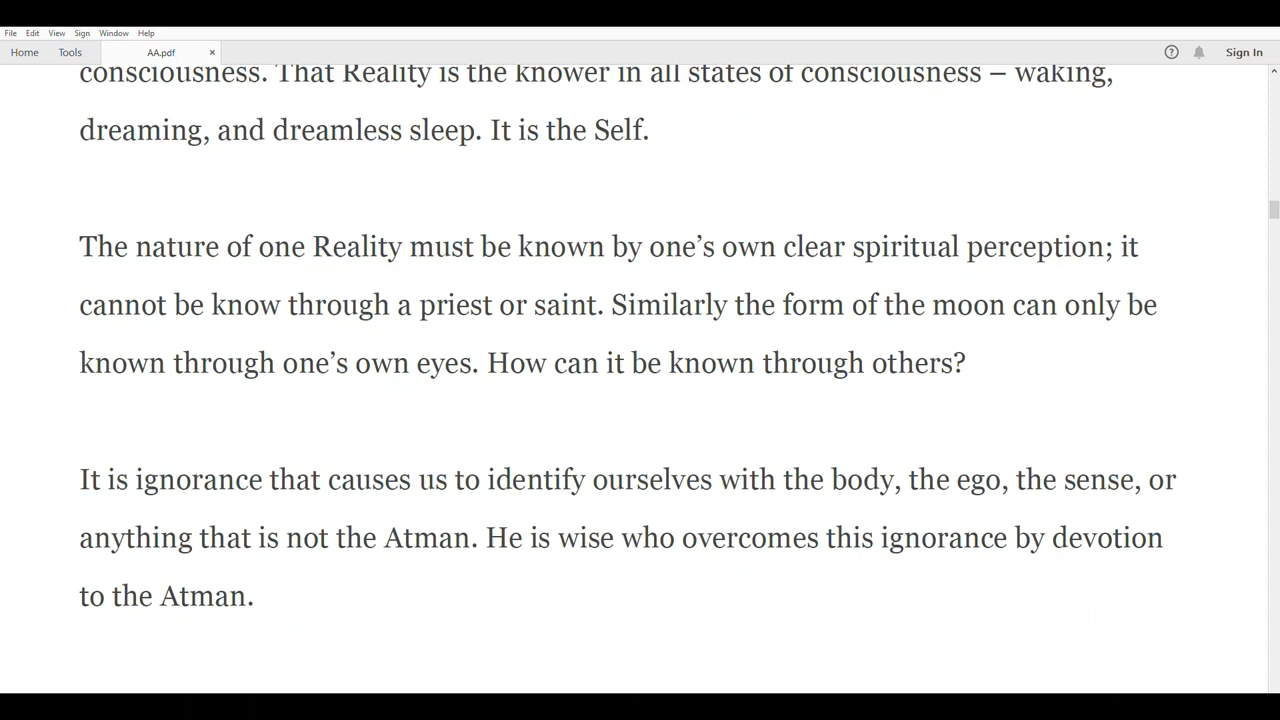 File Edit View Sign Window Help
Home Tools AA.pdf × ? Sign In
consciousness. That Reality is the knower in all states of consciousness – waking,
dreaming, and dreamless sleep. It is the Self.
The nature of one Reality must be known by one’s own clear spiritual perception; it
cannot be know through a priest or saint. Similarly the form of the moon can only be
known through one’s own eyes. How can it be known through others?
It is ignorance that causes us to identify ourselves with the body, the ego, the sense, or
anything that is not the Atman. He is wise who overcomes this ignorance by devotion
to the Atman.